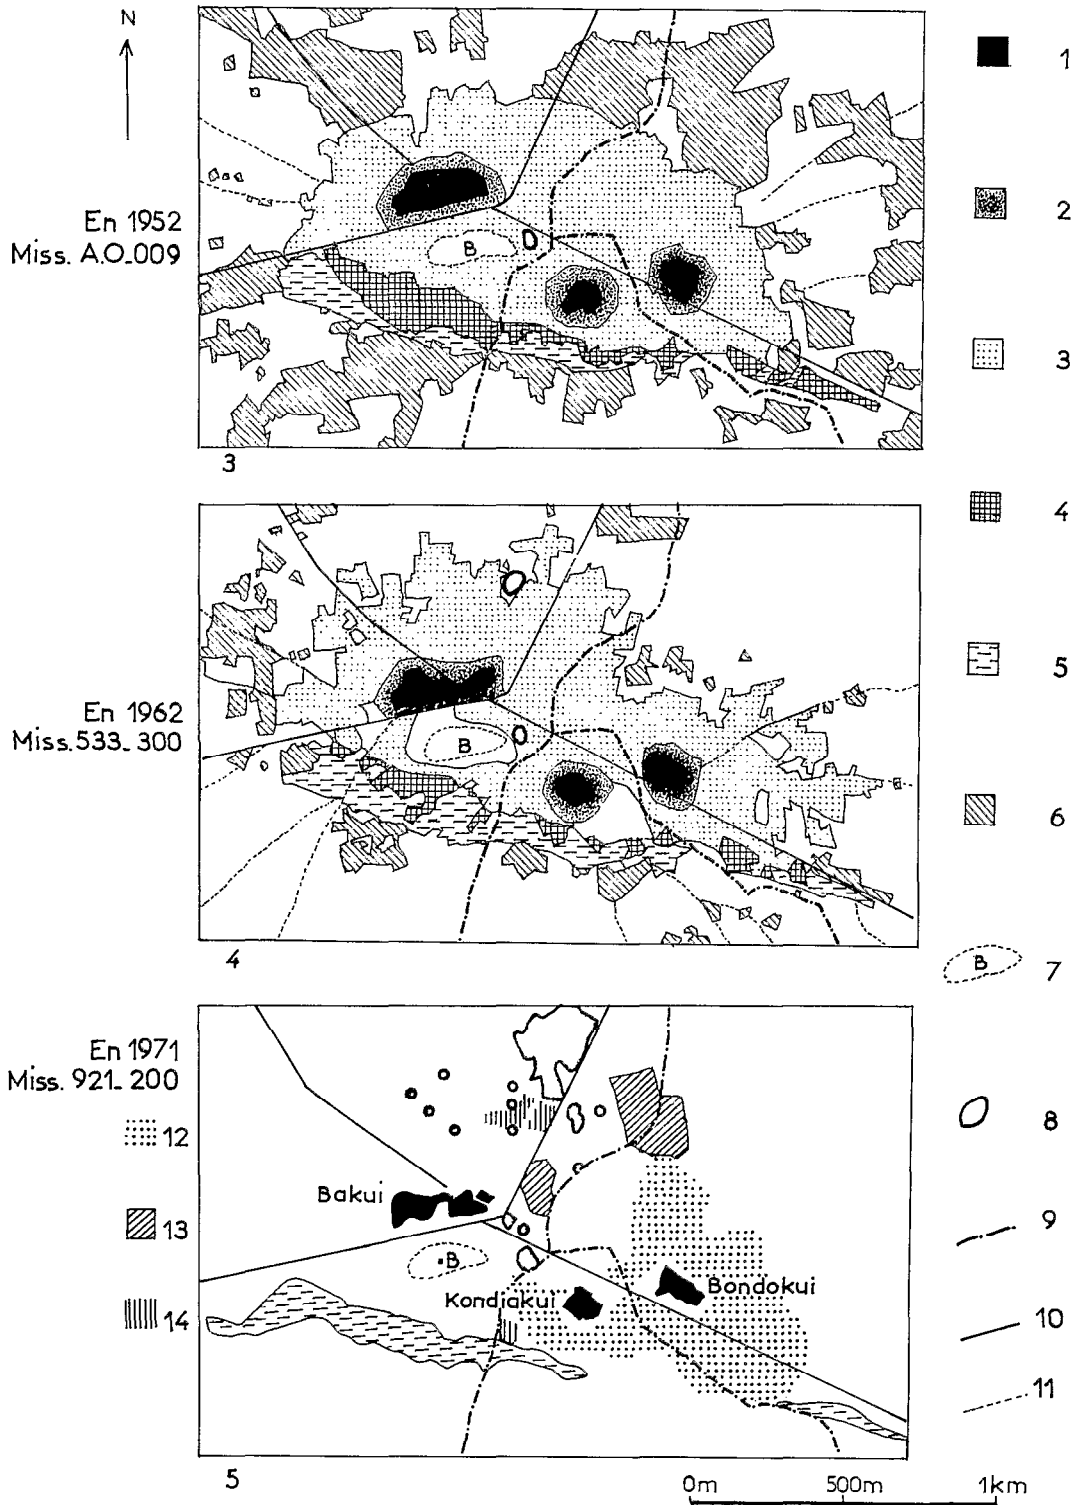 N
1
En 1952
Miss. A.O_009
B
2
3
3
4
En 1962
Miss. 533_300
B
5
6
4
B
7
En 1971
Miss. 921_200
12
8
Bakui
13
9
B
Kondiakui
Bondokui
14
10
11
5
0m 500m 1km